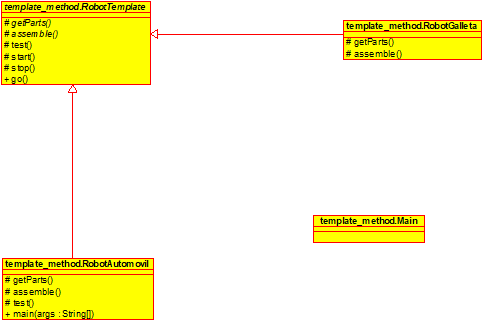 template_method.RobotTemplate
# getParts()
# assemble()
# test()
# start()
# stop()
+ go()
template_method.RobotGalleta
# getParts()
# assemble()
template_method.Main
template_method.RobotAutomovil
# getParts()
# assemble()
# test()
+ main(args : String[])